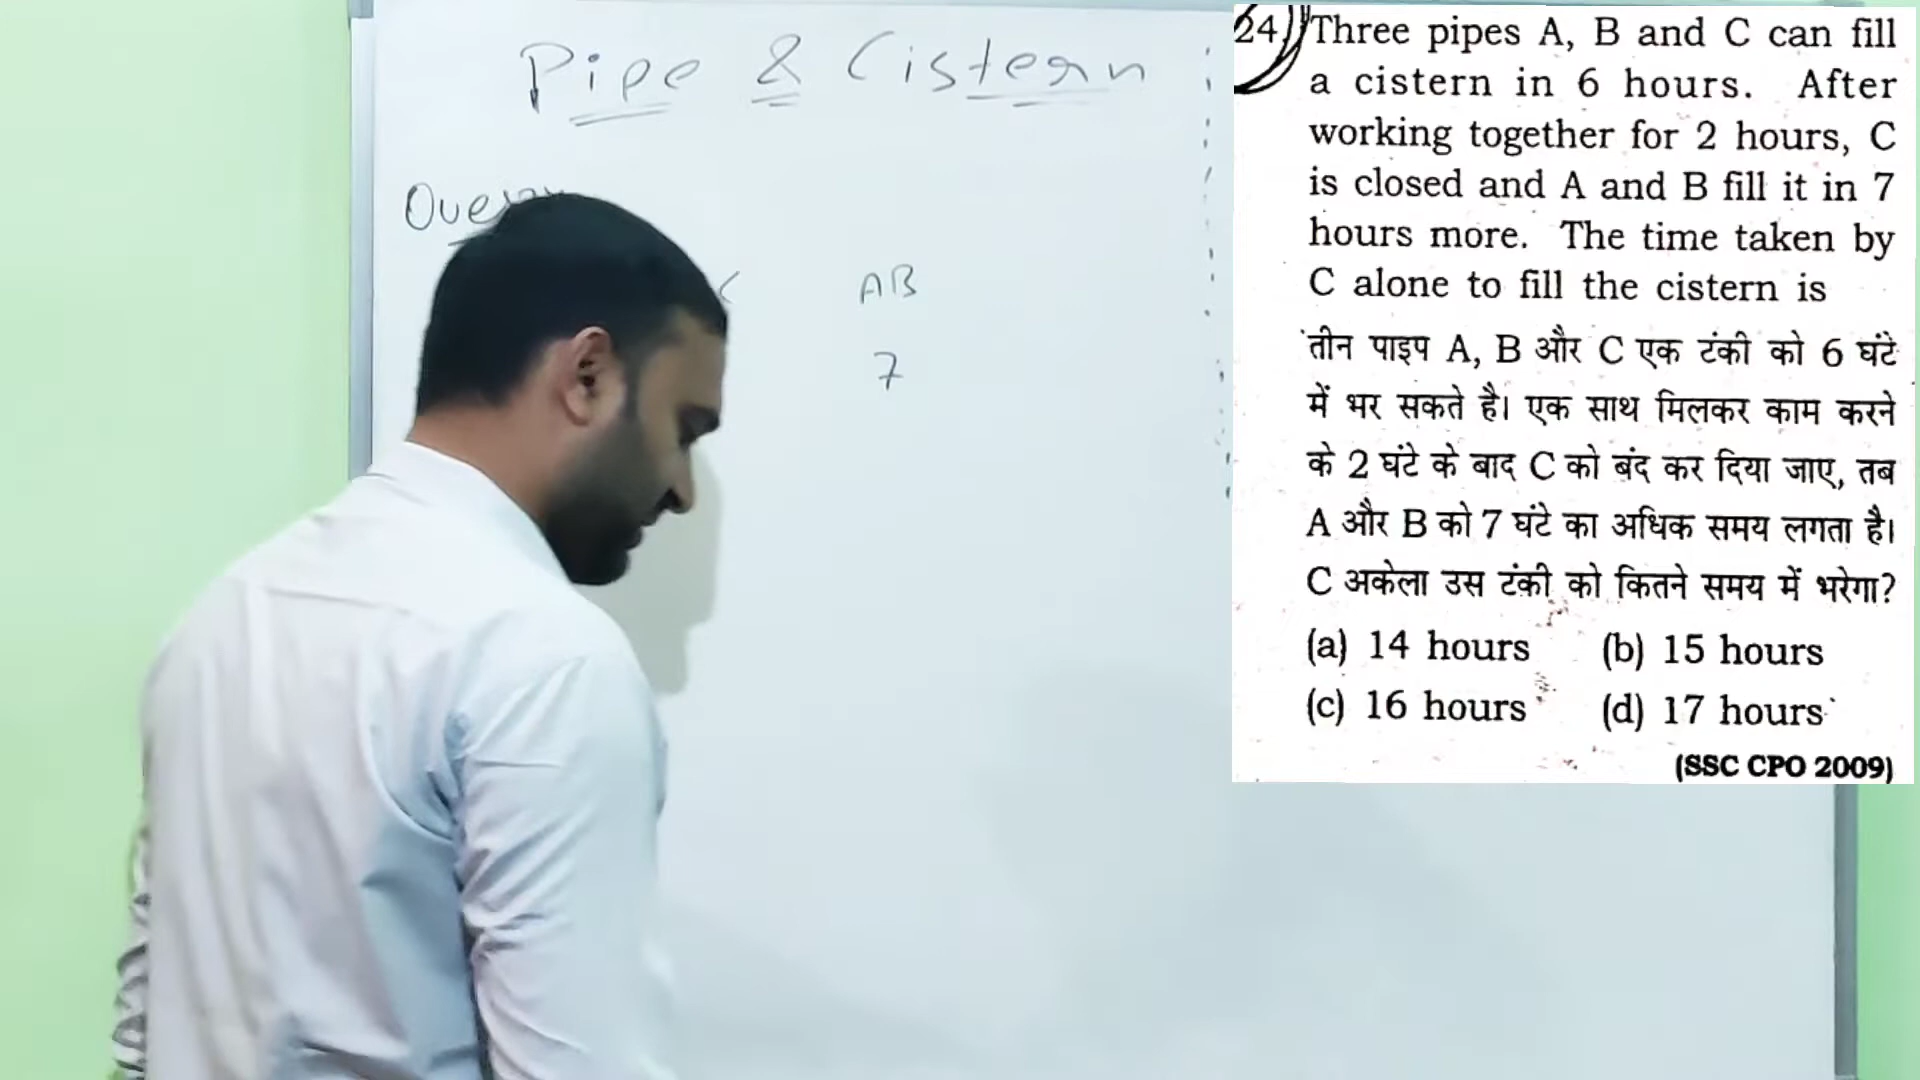 Pipe & Cistern
AB
7
24. Three pipes A, B and C can fill
a cistern in 6 hours. After
working together for 2 hours, C
is closed and A and B fill it in 7
hours more. The time taken by
C alone to fill the cistern is
तीन पाइप A, B और C एक टंकी को 6 घंटे
में भर सकते है। एक साथ मिलकर काम करने
के 2 घंटे के बाद C को बंद कर दिया जाए, तब
A और B को 7 घंटे का अधिक समय लगता है।
C अकेला उस टंकी को कितने समय में भरेगा?
(a) 14 hours (b) 15 hours
(c) 16 hours (d) 17 hours
(SSC CPO 2009)